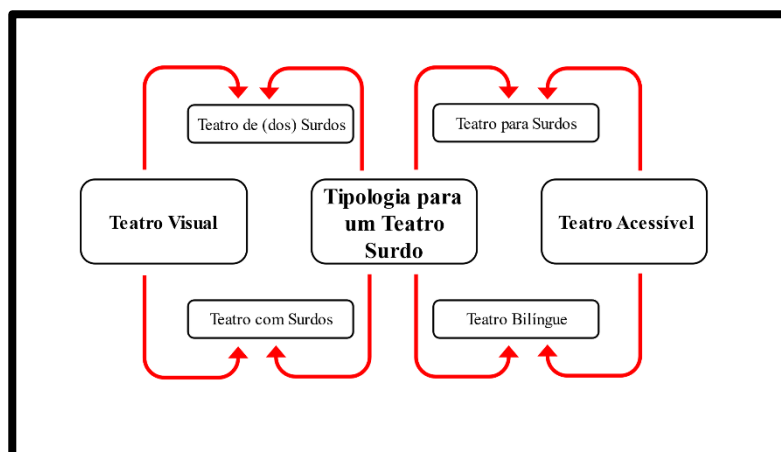 Teatro de (dos) Surdos
Teatro para Surdos
Teatro Visual
Tipologia para
um Teatro
Surdo
Teatro Acessível
Teatro com Surdos
Teatro Bilíngue